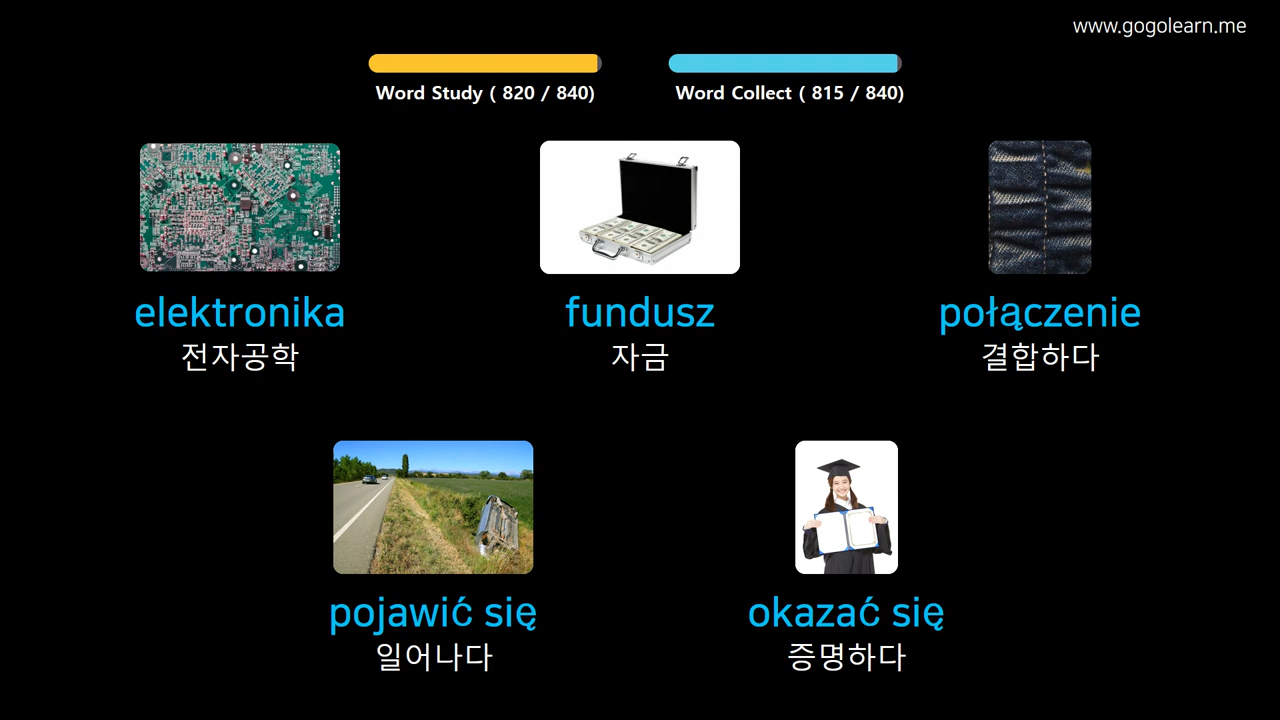 www.gogolearn.me
Word Study ( 820 / 840)
Word Collect ( 815 / 840)
elektronika
전자공학
fundusz
자금
połączenie
결합하다
pojawić się
일어나다
okazać się
증명하다